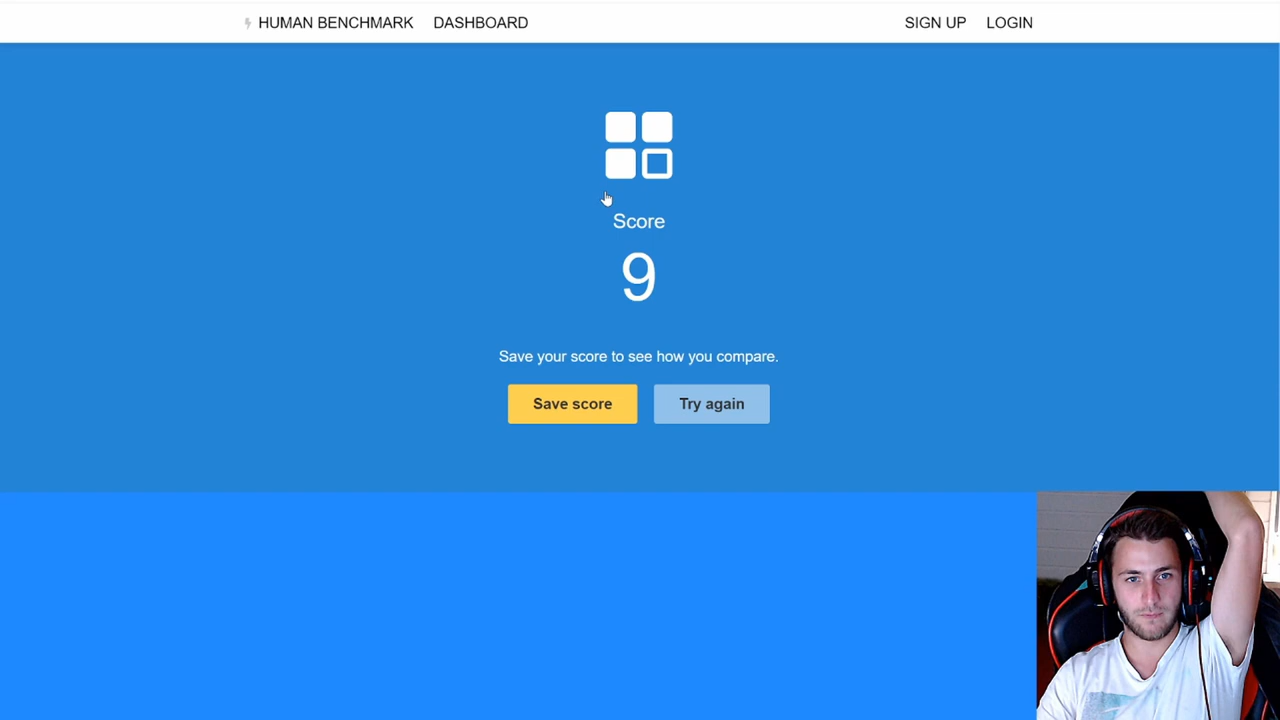 HUMAN BENCHMARK DASHBOARD SIGN UP LOGIN
Score
9
Save your score to see how you compare.
Save score Try again